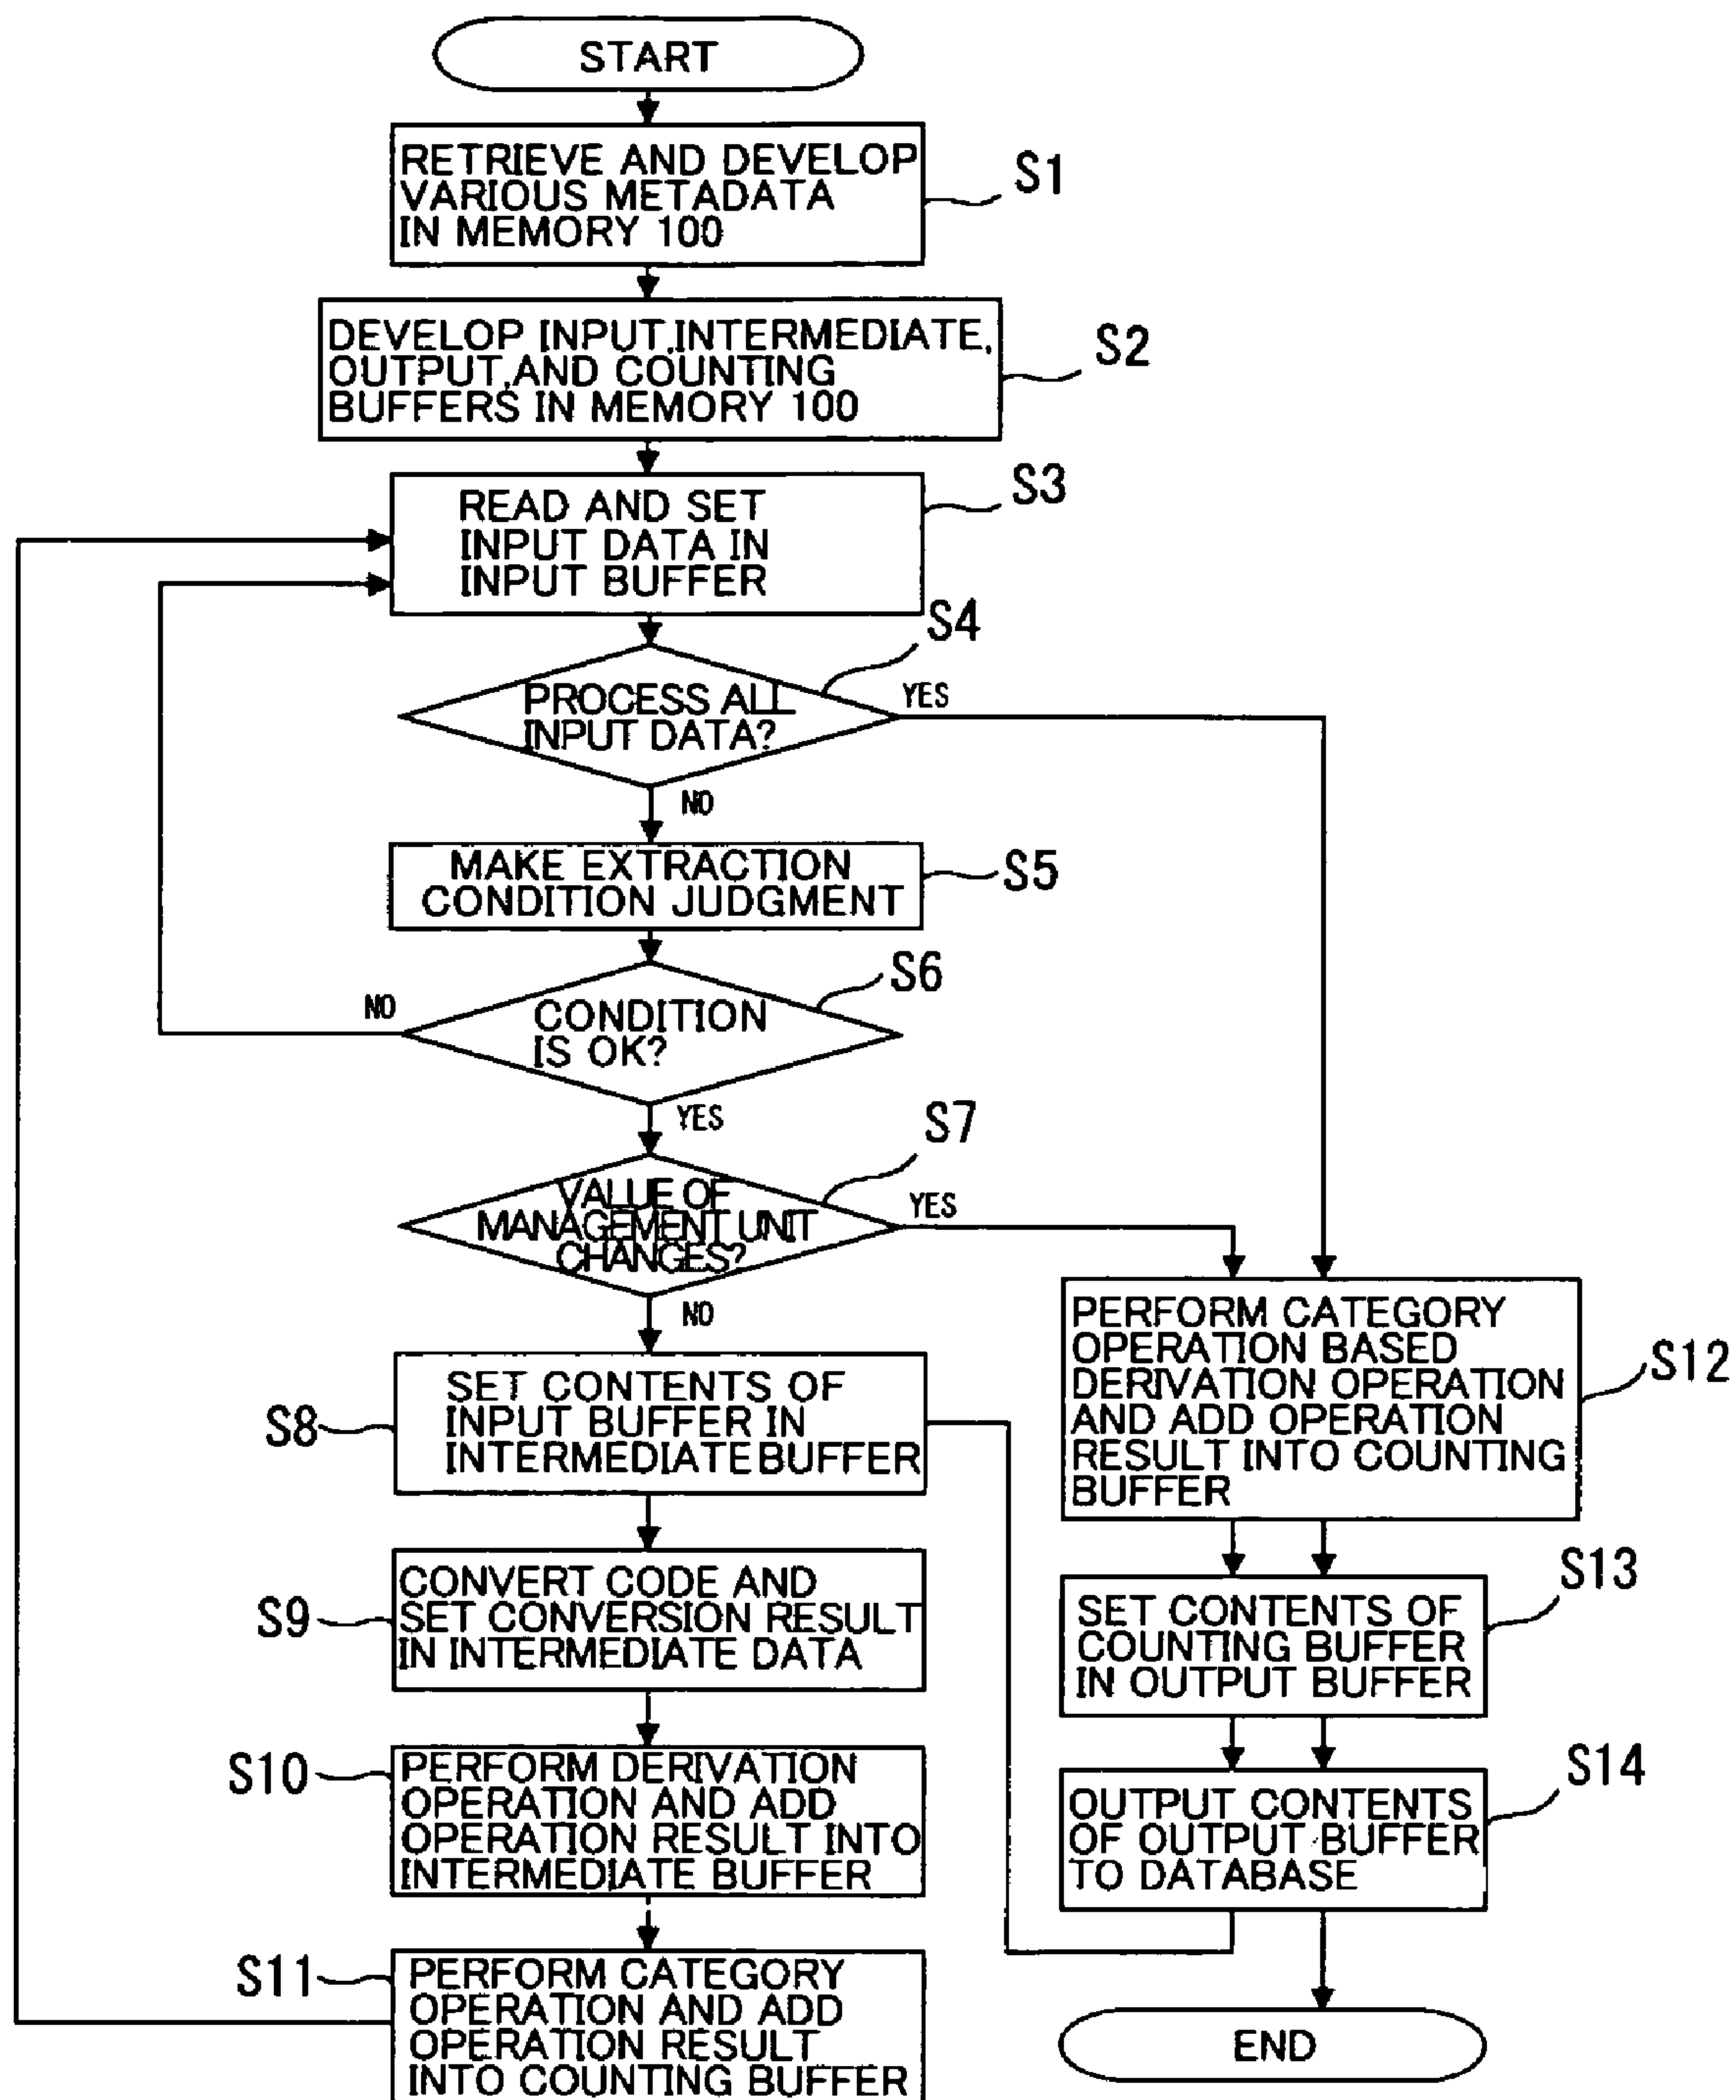 START
RETRIEVE AND DEVELOP
VARIOUS METADATA
IN MEMORY 100
S1
DEVELOP INPUT,INTERMEDIATE,
OUTPUT,AND COUNTING
BUFFERS IN MEMORY 100
S2
READ AND SET
INPUT DATA IN
INPUT BUFFER
S3
PROCESS ALL
INPUT DATA?
S4
YES
NO
MAKE EXTRACTION
CONDITION JUDGMENT
S5
CONDITION
IS OK?
S6
NO
YES
VALUE OF
MANAGEMENT UNIT
CHANGES?
S7
YES
NO
SET CONTENTS OF
INPUT BUFFER IN
INTERMEDIATE BUFFER
S8
CONVERT CODE AND
SET CONVERSION RESULT
IN INTERMEDIATE DATA
S9
PERFORM DERIVATION
OPERATION AND ADD
OPERATION RESULT INTO
INTERMEDIATE BUFFER
S10
PERFORM CATEGORY
OPERATION AND ADD
OPERATION RESULT
INTO COUNTING BUFFER
S11
PERFORM CATEGORY
OPERATION BASED
DERIVATION OPERATION
AND ADD OPERATION
RESULT INTO COUNTING
BUFFER
S12
SET CONTENTS OF
COUNTING BUFFER
IN OUTPUT BUFFER
S13
OUTPUT CONTENTS
OF OUTPUT BUFFER
TO DATABASE
S14
END